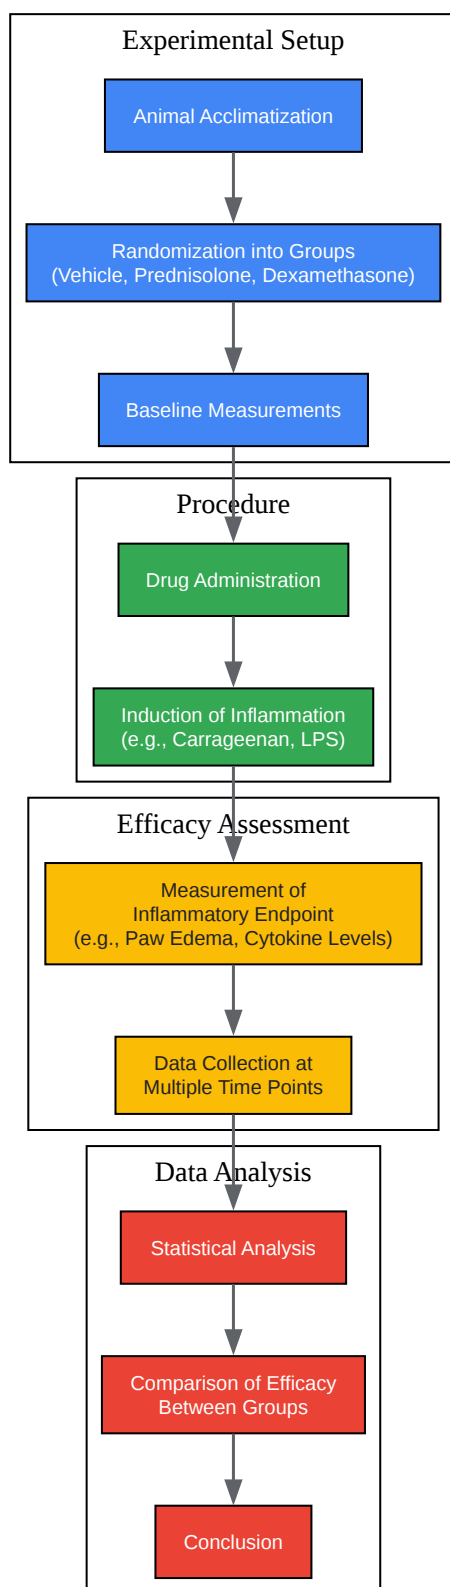 Experimental Setup
Animal Acclimatization
Randomization into Groups
(Vehicle, Prednisolone, Dexamethasone)
Baseline Measurements
Procedure
Drug Administration
Induction of Inflammation
(e.g., Carrageenan, LPS)
Efficacy Assessment
Measurement of
Inflammatory Endpoint
(e.g., Paw Edema, Cytokine Levels)
Data Collection at
Multiple Time Points
Data Analysis
Statistical Analysis
Comparison of Efficacy
Between Groups
Conclusion